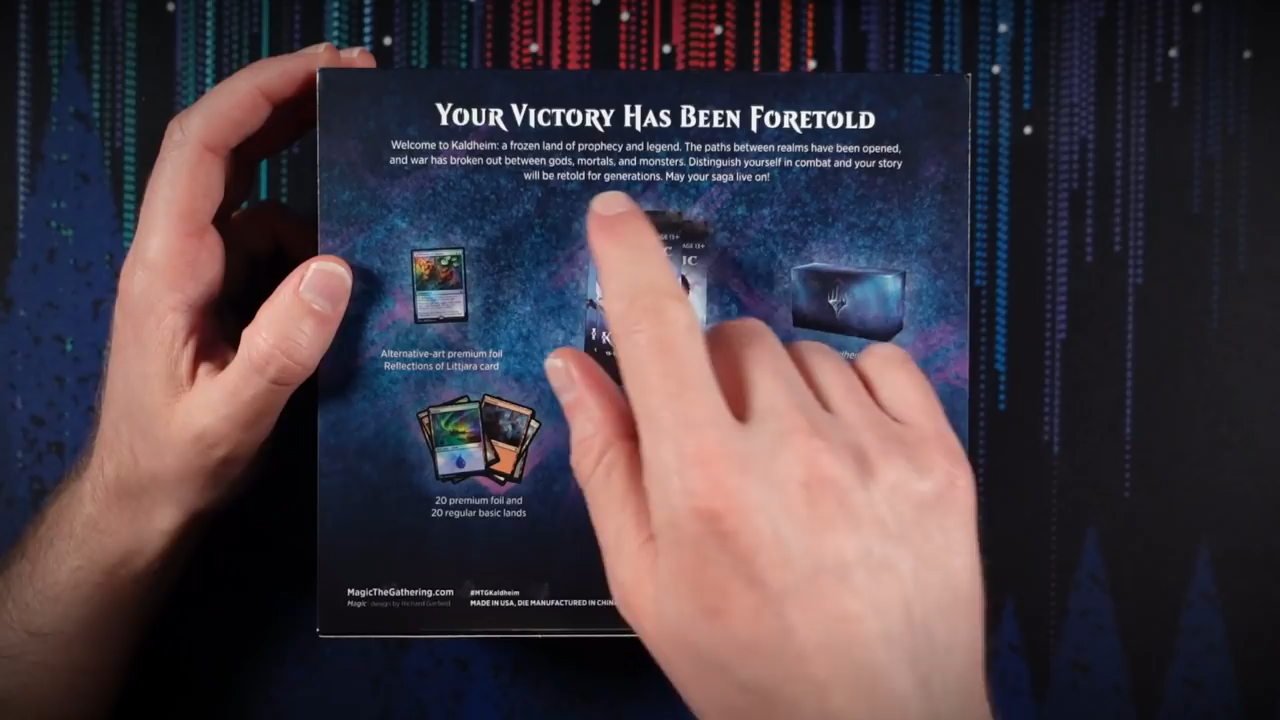 Your Victory Has Been Foretold
Welcome to Kaldheim: a frozen land of prophecy and legend. The paths between realms have been opened,
and war has broken out between gods, mortals, and monsters. Distinguish yourself in combat and your story
will be retold for generations. May your saga live on!
AGE 13+
IC
Alternative-art premium foil
Reflections of Littjara card
20 premium foil and
20 regular basic lands
MagicTheGathering.com
#MTGKaldheim
Magic design by Richard Garfield
MADE IN USA, DIE MANUFACTURED IN CHIN